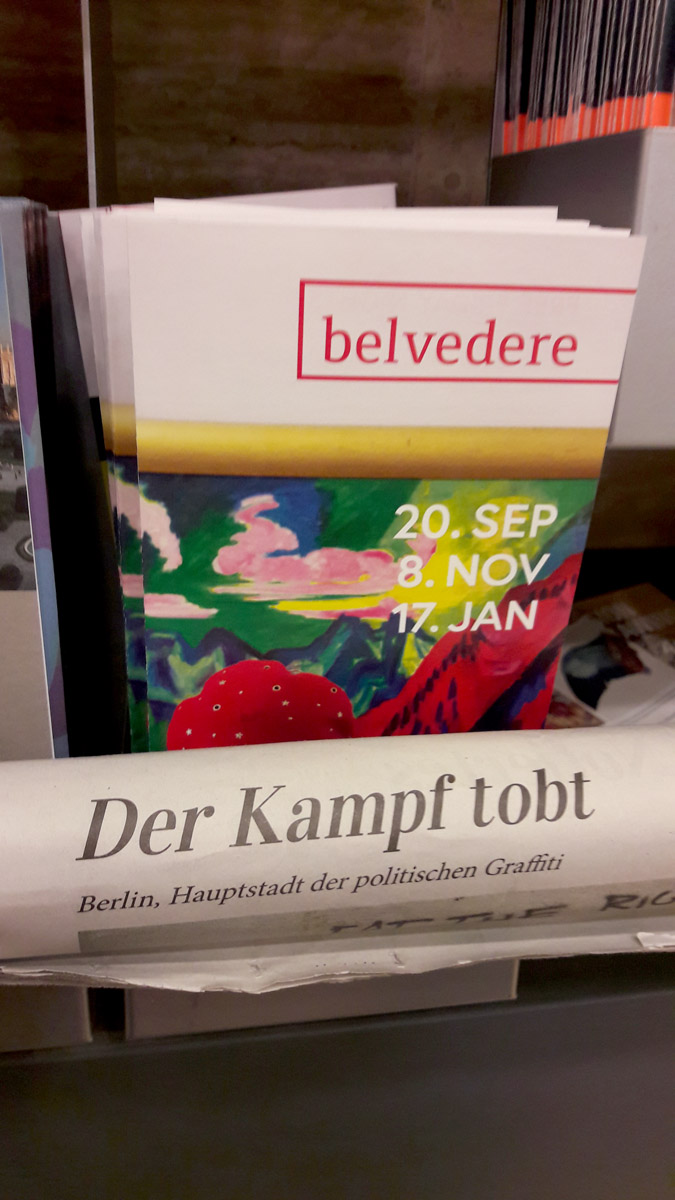 belvedere
20. SEP
8. NOV
17. JAN
Der Kampf tobt
Berlin, Hauptstadt der politischen Graffiti